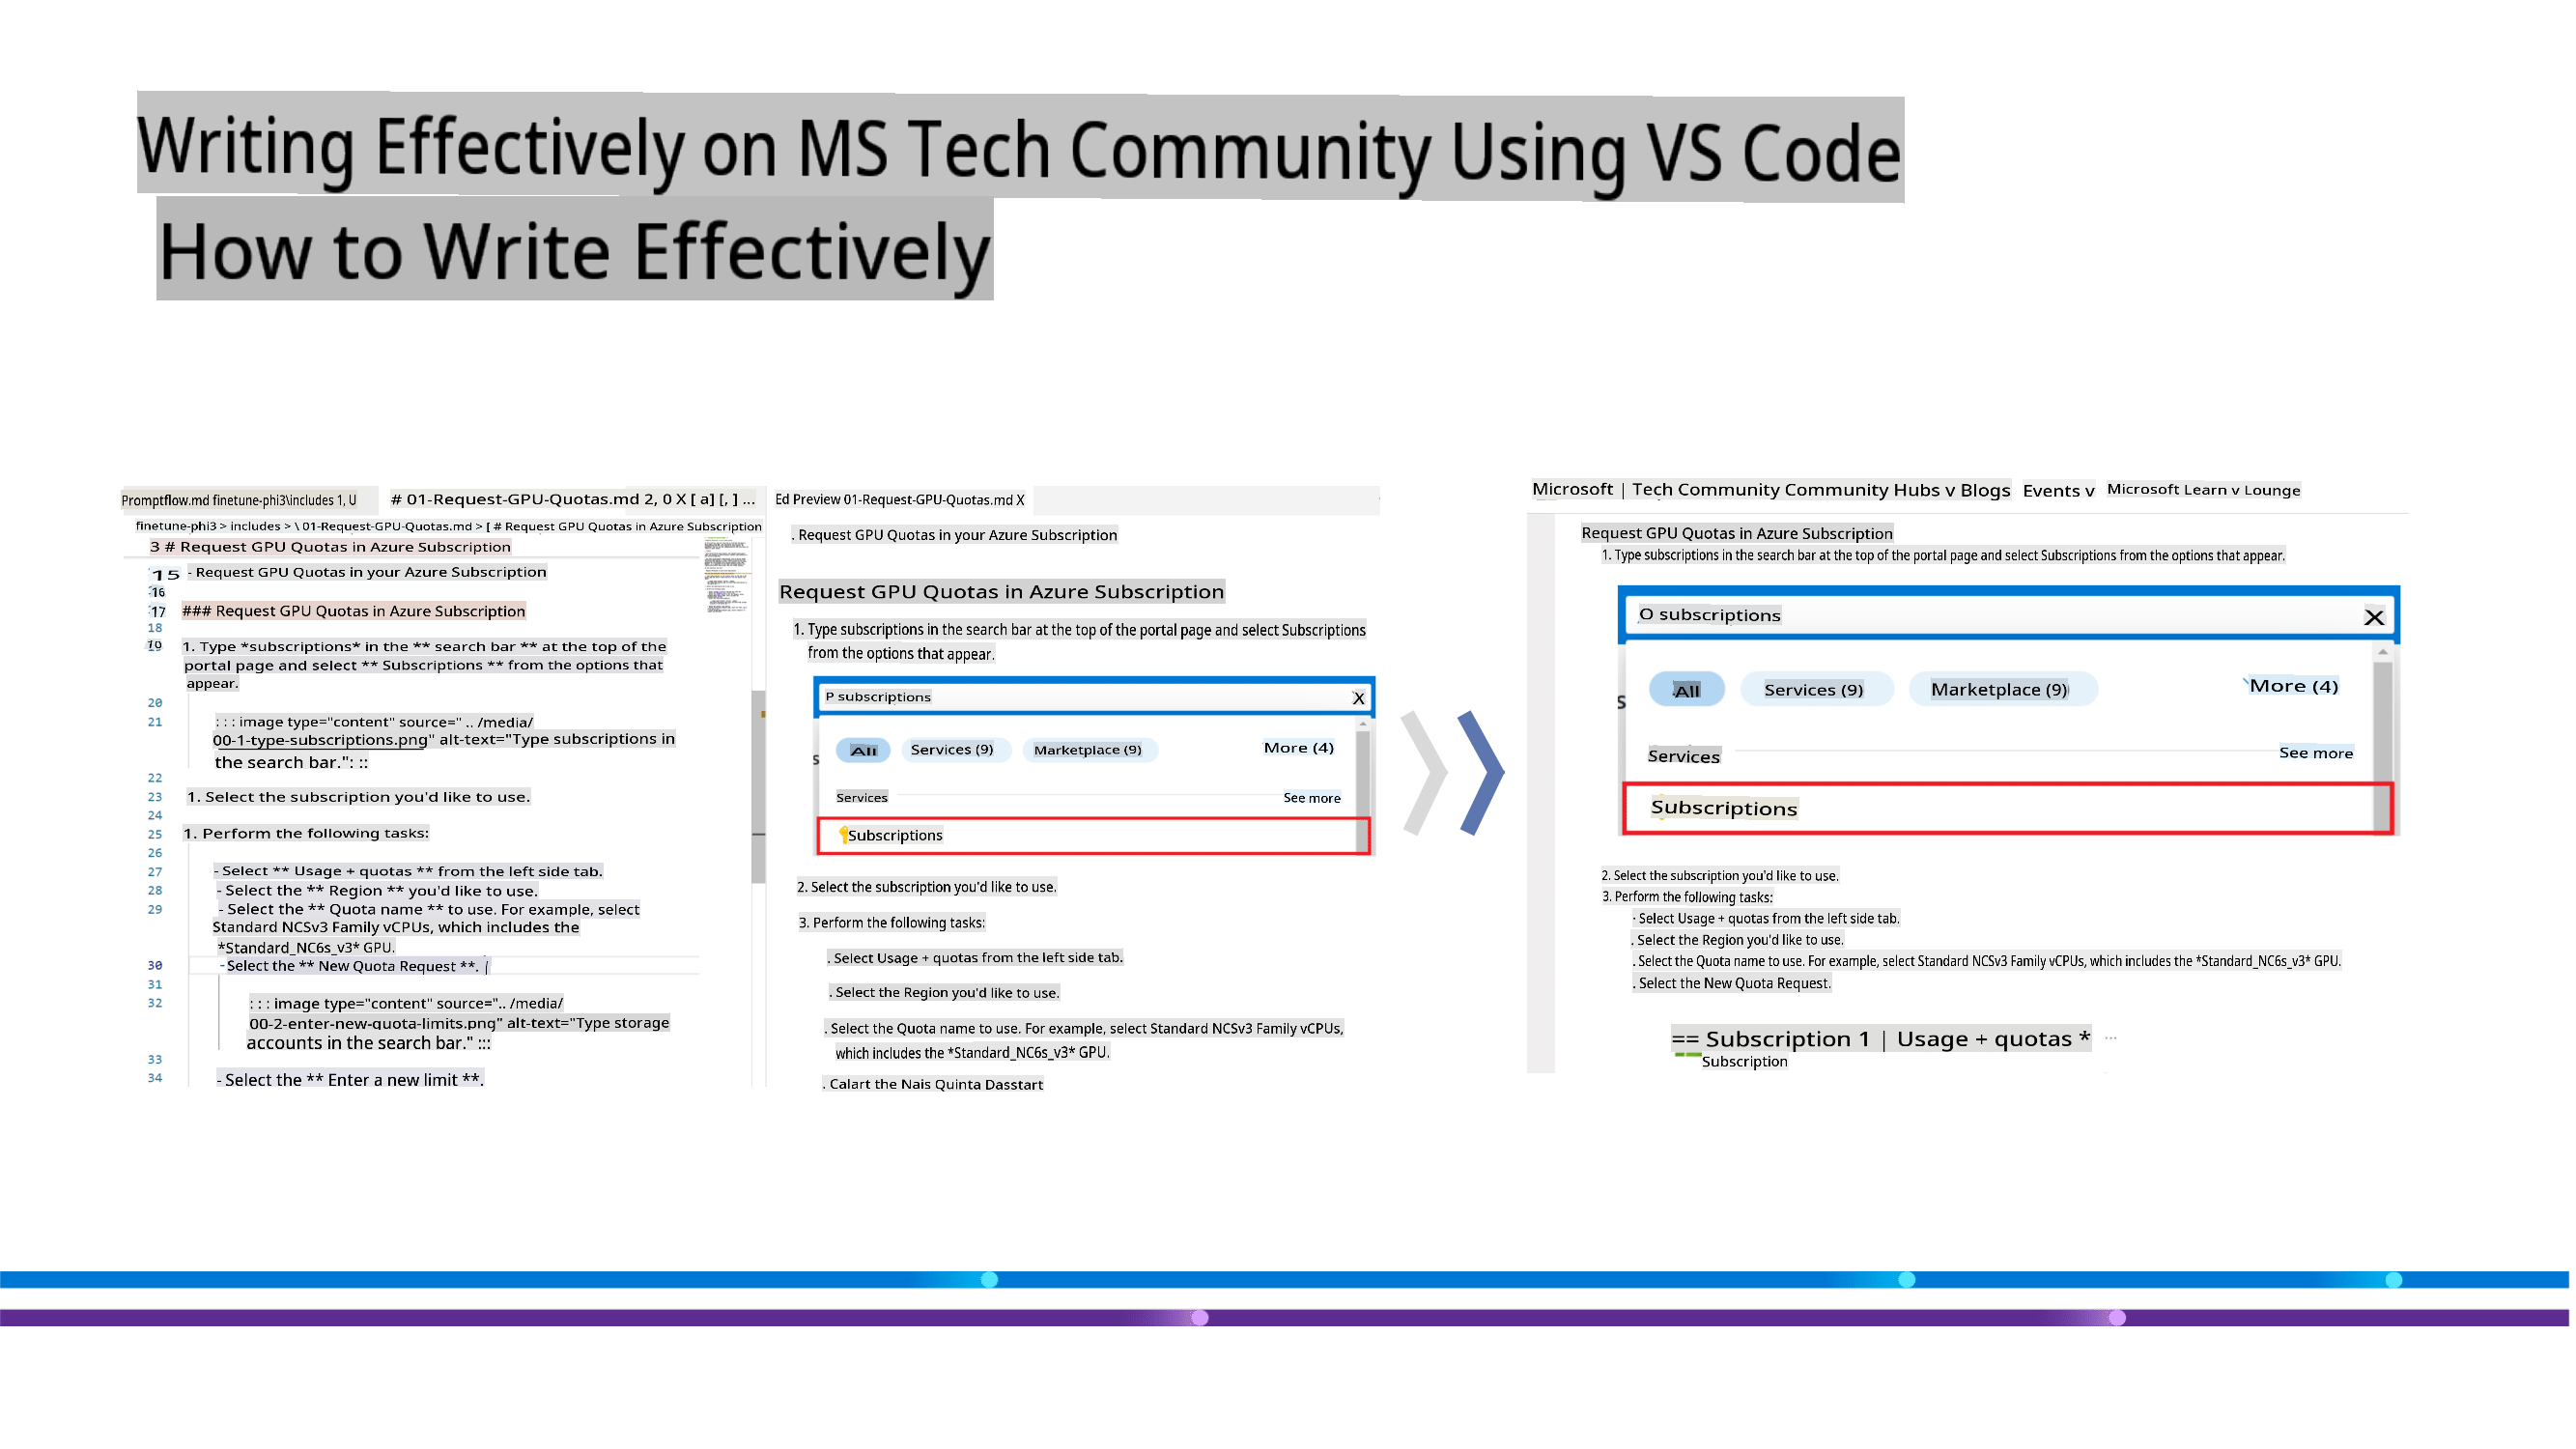 Writing Effectively on MS Tech Community Using VS Code
How to Write Effectively
Promptflow.md finetune-phi3\includes 1, U
# 01-Request-GPU-Quotas.md 2, 0 X [ a] [, ] ...
finetune-phi3 > includes > \ 01-Request-GPU-Quotas.md > [ # Request GPU Quotas in Azure Subscription
3 # Request GPU Quotas in Azure Subscription
15 - Request GPU Quotas in your Azure Subscription
16
17 ### Request GPU Quotas in Azure Subscription
18
19 1. Type *subscriptions* in the ** search bar ** at the top of the
portal page and select ** Subscriptions ** from the options that
appear.
20
21 : : : image type="content" source=" .. /media/
00-1-type-subscriptions.png" alt-text="Type subscriptions in
the search bar.": ::
22
23 1. Select the subscription you'd like to use.
24
25 1. Perform the following tasks:
26
27 - Select ** Usage + quotas ** from the left side tab.
28 - Select the ** Region ** you'd like to use.
29 - Select the ** Quota name ** to use. For example, select
Standard NCSv3 Family vCPUs, which includes the
*Standard_NC6s_v3* GPU.
30 - Select the ** New Quota Request **. |
31
32 : : : image type="content" source=".. /media/
00-2-enter-new-quota-limits.png" alt-text="Type storage
accounts in the search bar." :::
33
34 - Select the ** Enter a new limit **.
Ed Preview 01-Request-GPU-Quotas.md X
. Request GPU Quotas in your Azure Subscription
Request GPU Quotas in Azure Subscription
1. Type subscriptions in the search bar at the top of the portal page and select Subscriptions
from the options that appear.
P subscriptions X
All Services (9) Marketplace (9) More (4)
S
Services See more
Subscriptions
2. Select the subscription you'd like to use.
3. Perform the following tasks:
. Select Usage + quotas from the left side tab.
. Select the Region you'd like to use.
. Select the Quota name to use. For example, select Standard NCSv3 Family vCPUs,
which includes the *Standard_NC6s_v3* GPU.
. Calart the Nais Quinta Dasstart
Microsoft | Tech Community Community Hubs v Blogs Events v Microsoft Learn v Lounge
Request GPU Quotas in Azure Subscription
1. Type subscriptions in the search bar at the top of the portal page and select Subscriptions from the options that appear.
O subscriptions X
All Services (9) Marketplace (9) More (4)
S
Services See more
Subscriptions
2. Select the subscription you'd like to use.
3. Perform the following tasks:
· Select Usage + quotas from the left side tab.
. Select the Region you'd like to use.
. Select the Quota name to use. For example, select Standard NCSv3 Family vCPUs, which includes the *Standard_NC6s_v3* GPU.
. Select the New Quota Request.
== Subscription 1 | Usage + quotas * ...
Subscription